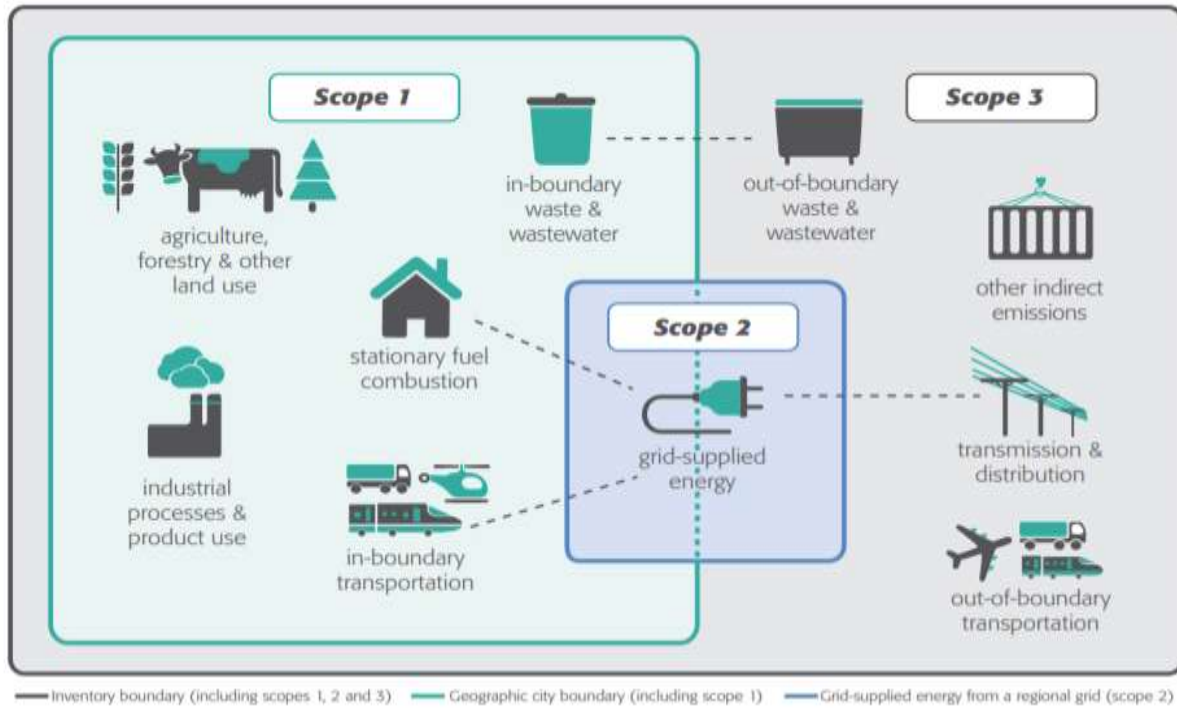 Scope 1
Scope 3
in-boundary
waste &
wastewater
out-of-boundary
waste &
wastewater
agriculture,
forestry & other
land use
other indirect
emissions
Scope 2
stationary fuel
combustion
grid-supplied
energy
transmission &
distribution
industrial
processes &
product use
in-boundary
transportation
out-of-boundary
transportation
Inventory boundary (including scopes 1, 2 and 3)
Geographic city boundary (including scope 1)
Grid-supplied energy from a regional grid (scope 2)